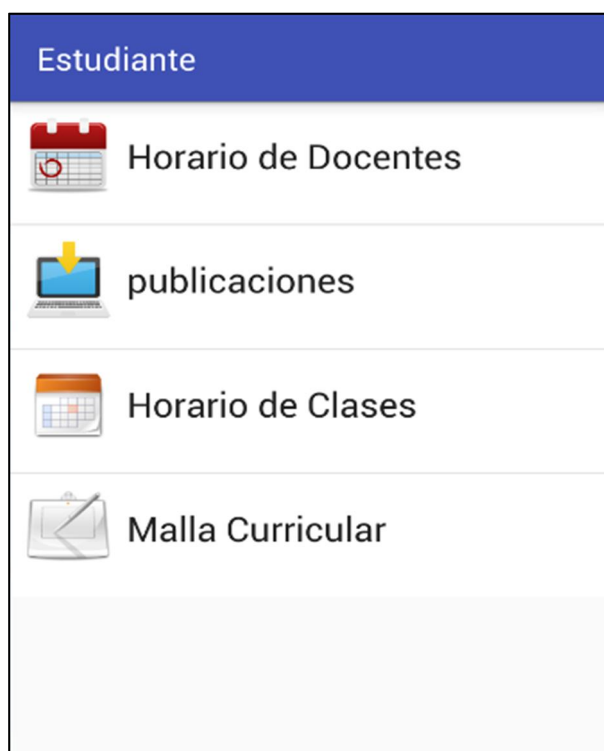 Estudiante
Horario de Docentes
publicaciones
Horario de Clases
Malla Curricular